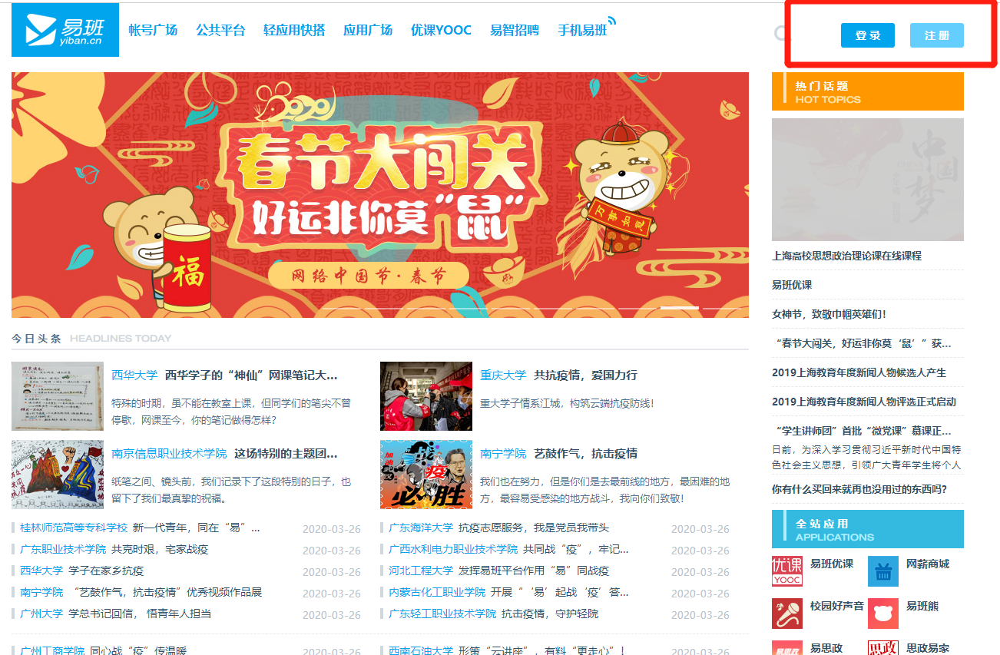 易班
yiban.cn
帐号广场 公共平台 轻应用快搭 应用广场 优课YOOC 易智招聘 手机易班
登 录 注 册
2020
春节大闯关
好运非你莫“鼠”
网络中国节·春节
福
万事如意
热门话题
HOT TOPICS
中国梦
上海高校思想政治理论课在线课程
易班优课
女神节，致敬巾帼英雄们！
“春节大闯关，好运非你莫‘鼠’”获...
2019上海教育年度新闻人物候选人产生
2019上海教育年度新闻人物评选正式启动
“学生讲师团”首批“微党课”慕课正...
日前，为深入学习贯彻习近平新时代中国特
色社会主义思想，引领广大青年学生将个人
你有什么买回来就再也没用过的东西吗？
今日头条 HEADLINES TODAY
西华大学 西华学子的“神仙”网课笔记大...
特殊的时期，虽不能在教室上课，但同学们的笔尖不曾
停歇，网课至今，你的笔记做得怎样？
重庆大学 共抗疫情，爱国力行
重大学子情系江城，构筑云端抗疫防线！
南京信息职业技术学院 这场特别的主题团...
纸笔之间、镜头前，我们记录下了这段特别的日子，也
留下了我们最真挚的祝福。
加油
疫
必胜
南宁学院 艺鼓作气，抗击疫情
我们也在努力，但是你们是去最前线的地方，最困难的地
方，最容易受感染的地方战斗，我向你们致敬！
桂林师范高等专科学校 新一代青年，同在“易”... 2020-03-26
广东海洋大学 抗疫志愿服务，我是党员我带头 2020-03-26
广东职业技术学院 共克时艰，宅家战疫 2020-03-26
广西水利电力职业技术学院 共同战“疫”，牢记... 2020-03-26
西华大学 学子在家乡抗疫 2020-03-26
河北工程大学 发挥易班平台作用“易”同战疫 2020-03-26
南宁学院 “艺鼓作气，抗击疫情”优秀视频作品展 2020-03-26
内蒙古化工职业学院 开展“‘易’起战‘疫’答... 2020-03-26
广州大学 学总书记回信， 悟青年人担当 2020-03-26
广东轻工职业技术学院 抗击疫情，守护轻院 2020-03-26
广州工商学院 同心战“疫”传温暖 2020-03-26
西南石油大学 形策“云讲座”，有料“更走心”！ 2020-03-26
全站应用
APPLICATIONS
优课
YOOC
易班优课
网薪商城
校园好声音
易班熊
易思政
易思政
思政
思政易家